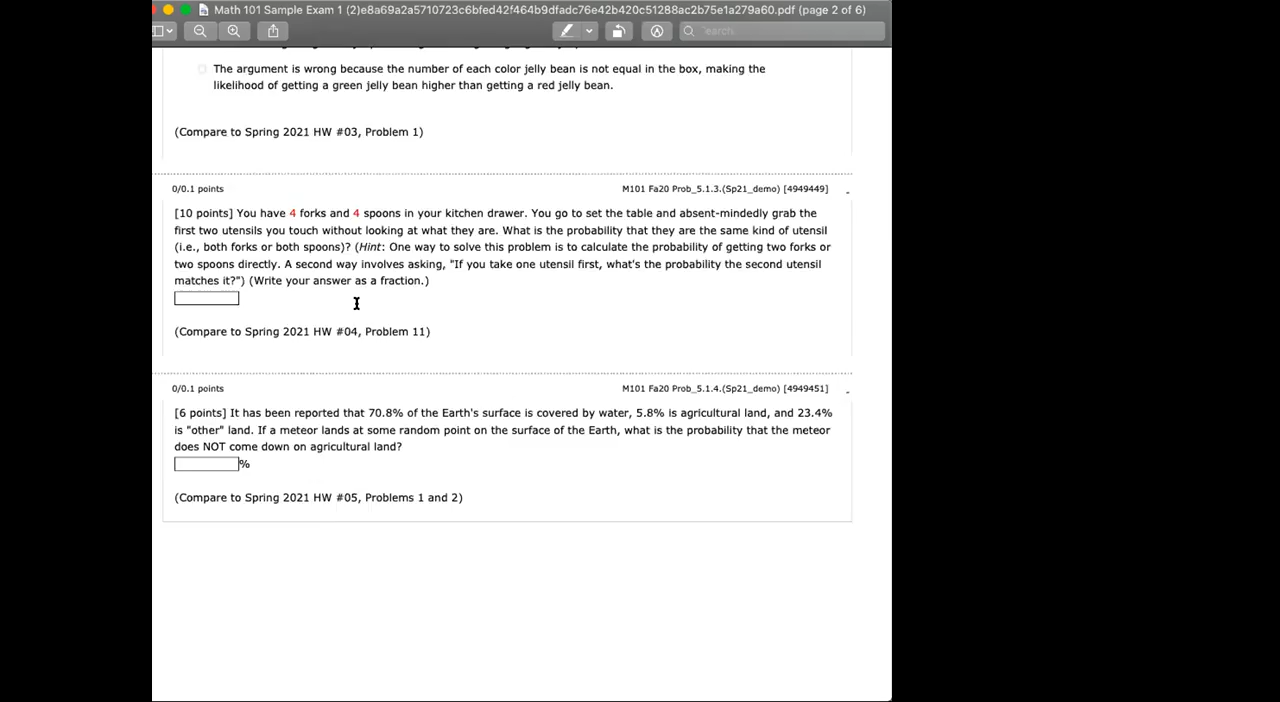 Math 101 Sample Exam 1 (2)e8a69a2a5710723c6bfed42f464b9dfadc76e42b420c51288ac2b75e1a279a60.pdf (page 2 of 6)
Search
The argument is wrong because the number of each color jelly bean is not equal in the box, making the
likelihood of getting a green jelly bean higher than getting a red jelly bean.
(Compare to Spring 2021 HW #03, Problem 1)
0/0.1 points
M101 Fa20 Prob_5.1.3.(Sp21_demo) [4949449]
[10 points] You have 4 forks and 4 spoons in your kitchen drawer. You go to set the table and absent-mindedly grab the
first two utensils you touch without looking at what they are. What is the probability that they are the same kind of utensil
(i.e., both forks or both spoons)? (Hint: One way to solve this problem is to calculate the probability of getting two forks or
two spoons directly. A second way involves asking, "If you take one utensil first, what's the probability the second utensil
matches it?") (Write your answer as a fraction.)
(Compare to Spring 2021 HW #04, Problem 11)
0/0.1 points
M101 Fa20 Prob_5.1.4.(Sp21_demo) [4949451]
[6 points] It has been reported that 70.8% of the Earth's surface is covered by water, 5.8% is agricultural land, and 23.4%
is "other" land. If a meteor lands at some random point on the surface of the Earth, what is the probability that the meteor
does NOT come down on agricultural land?
%
(Compare to Spring 2021 HW #05, Problems 1 and 2)